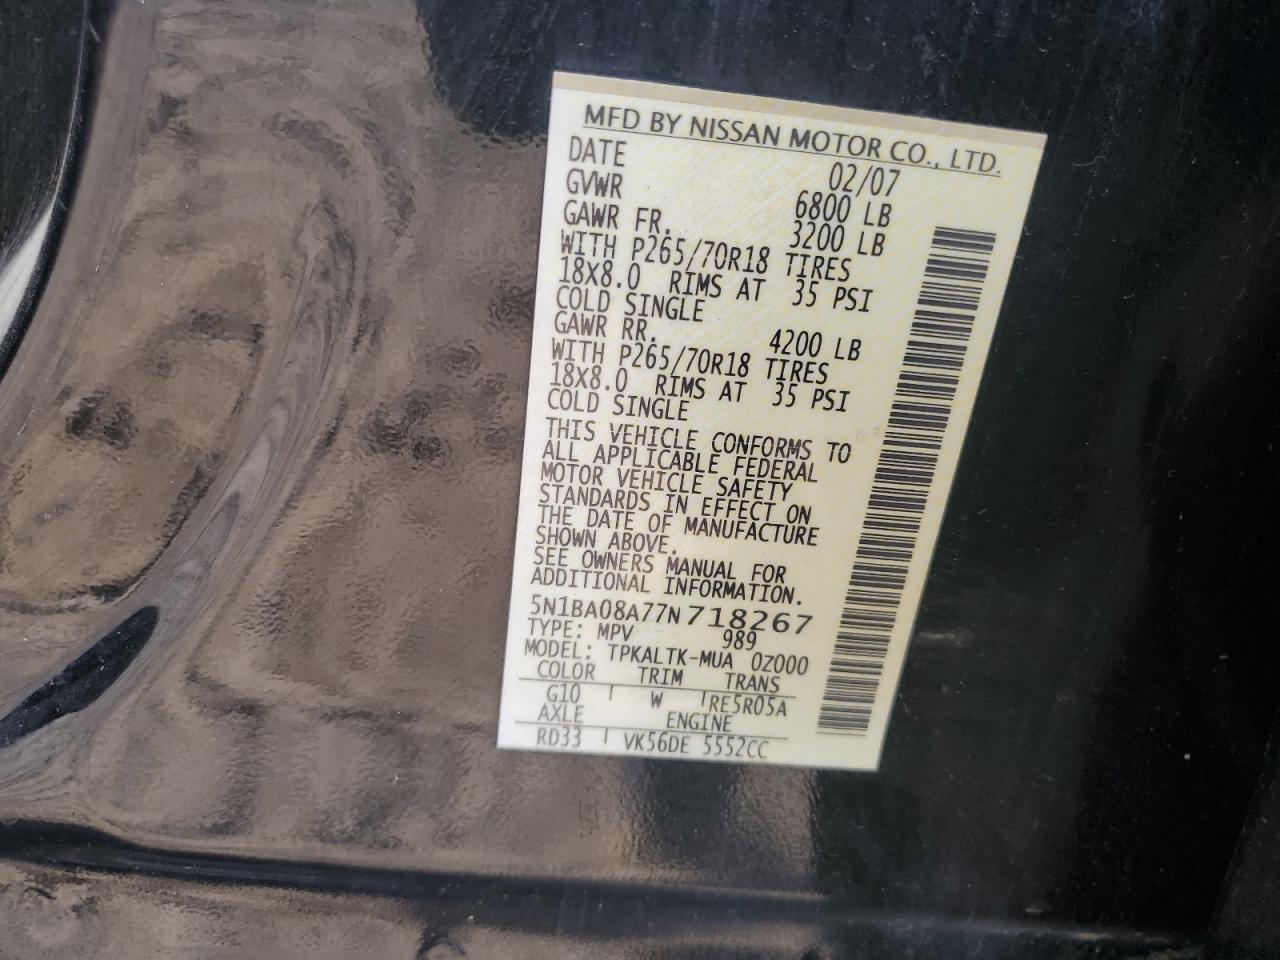 MFD BY NISSAN MOTOR CO., LTD.
DATE 02/07
GVWR 6800 LB
GAWR FR. 3200 LB
WITH P265/70R18 TIRES
18X8.0 RIMS AT 35 PSI
COLD SINGLE
GAWR RR. 4200 LB
WITH P265/70R18 TIRES
18X8.0 RIMS AT 35 PSI
COLD SINGLE
THIS VEHICLE CONFORMS TO
ALL APPLICABLE FEDERAL
MOTOR VEHICLE SAFETY
STANDARDS IN EFFECT ON
THE DATE OF MANUFACTURE
SHOWN ABOVE.
SEE OWNERS MANUAL FOR
ADDITIONAL INFORMATION.
5N1BA08A77N718267
TYPE: MPV 989
MODEL: TPKALTK-MUA 0Z000
COLOR TRIM TRANS
G10 W RE5R05A
AXLE ENGINE
RD33 VK56DE 5552CC